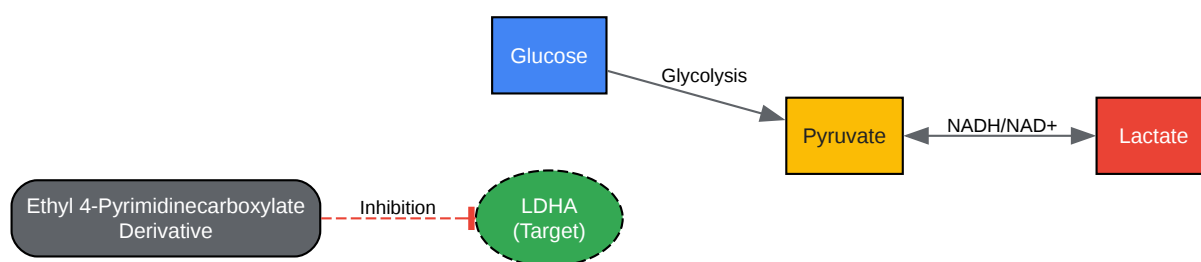 Glucose
Glycolysis
Pyruvate
NADH/NAD+
Lactate
Ethyl 4-Pyrimidinecarboxylate
Derivative
Inhibition
LDHA
(Target)